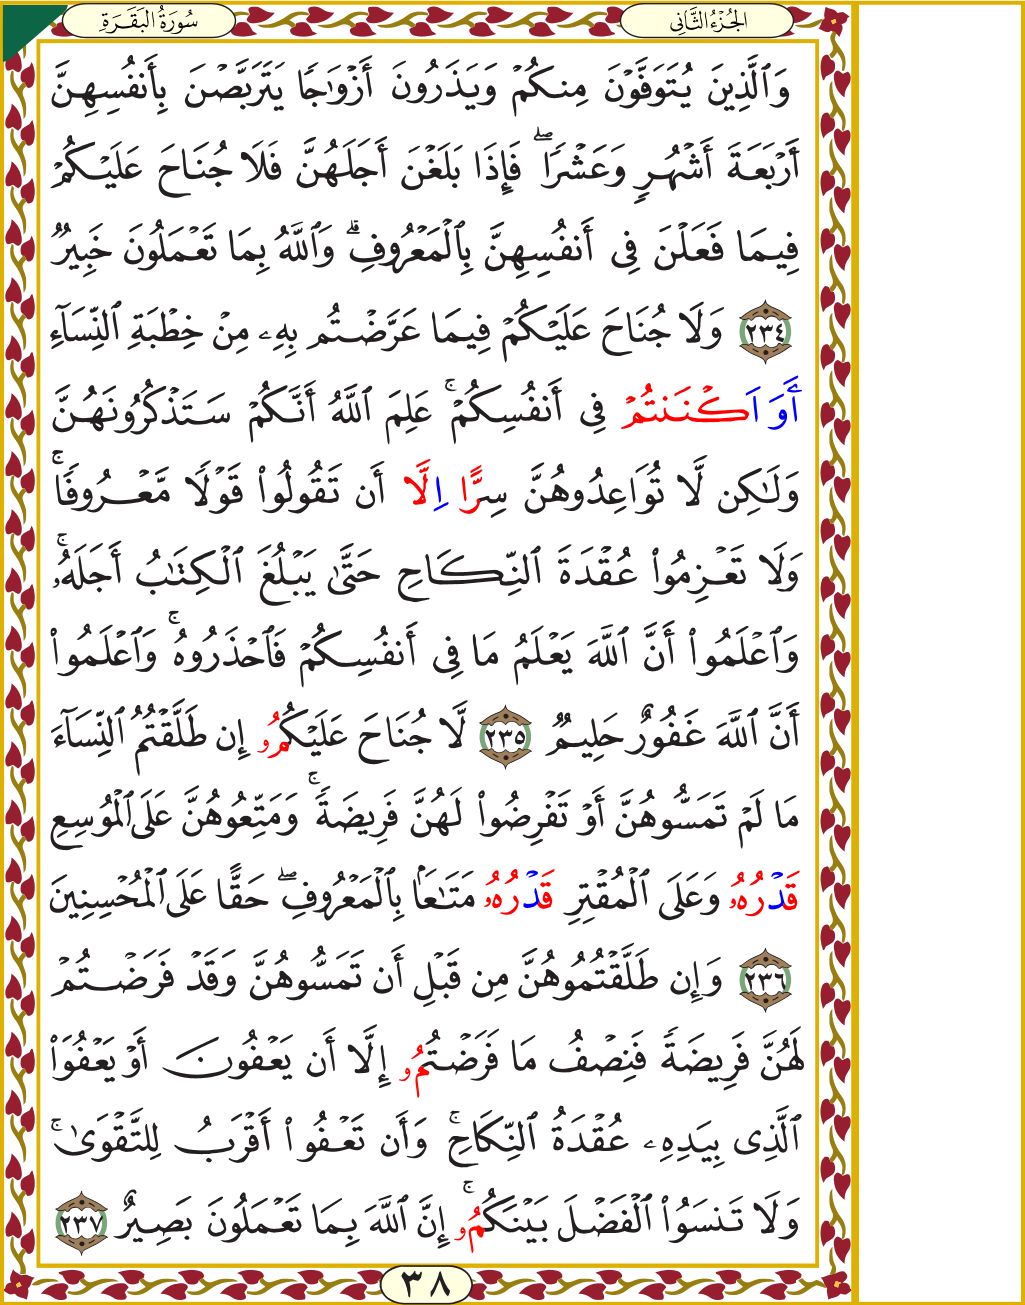 سُورَةُ البَقَرَةِ
الجُزْءُ الثَّانِي
وَٱلَّذِينَ يُتَوَفَّوْنَ مِنكُمْ وَيَذَرُونَ أَزْوَٰجًا يَتَرَبَّصْنَ بِأَنفُسِهِنَّ
أَرْبَعَةَ أَشْهُرٍ وَعَشْرًا ۖ فَإِذَا بَلَغْنَ أَجَلَهُنَّ فَلَا جُنَاحَ عَلَيْكُمْ
فِيمَا فَعَلْنَ فِى أَنفُسِهِنَّ بِٱلْمَعْرُوفِ ۗ وَٱللَّهُ بِمَا تَعْمَلُونَ خَبِيرٌ
٢٣٤ وَلَا جُنَاحَ عَلَيْكُمْ فِيمَا عَرَّضْتُم بِهِۦ مِنْ خِطْبَةِ ٱلنِّسَآءِ
أَوَ اَكْنَنتُمْ فِى أَنفُسِكُمْ ۚ عَلِمَ ٱللَّهُ أَنَّكُمْ سَتَذْكُرُونَهُنَّ
وَلَٰكِن لَّا تُوَاعِدُوهُنَّ سِرًّا اِلَّا أَن تَقُولُوا۟ قَوْلًا مَّعْرُوفًا ۚ
وَلَا تَعْزِمُوا۟ عُقْدَةَ ٱلنِّكَاحِ حَتَّىٰ يَبْلُغَ ٱلْكِتَٰبُ أَجَلَهُۥ ۚ
وَٱعْلَمُوا۟ أَنَّ ٱللَّهَ يَعْلَمُ مَا فِى أَنفُسِكُمْ فَٱحْذَرُوهُ ۚ وَٱعْلَمُوا۟
أَنَّ ٱللَّهَ غَفُورٌ حَلِيمٌ ٢٣٥ لَّا جُنَاحَ عَلَيْكُمُۥ إِن طَلَّقْتُمُ ٱلنِّسَآءَ
مَا لَمْ تَمَسُّوهُنَّ أَوْ تَفْرِضُوا۟ لَهُنَّ فَرِيضَةً ۚ وَمَتِّعُوهُنَّ عَلَى ٱلْمُوسِعِ
قَدْرُهُۥ وَعَلَى ٱلْمُقْتِرِ قَدْرُهُۥ مَتَٰعًا بِٱلْمَعْرُوفِ ۖ حَقًّا عَلَى ٱلْمُحْسِنِينَ
٢٣٦ وَإِن طَلَّقْتُمُوهُنَّ مِن قَبْلِ أَن تَمَسُّوهُنَّ وَقَدْ فَرَضْتُمْ
لَهُنَّ فَرِيضَةً فَنِصْفُ مَا فَرَضْتُمُۥ إِلَّا أَن يَعْفُونَ أَوْ يَعْفُوَا۟
ٱلَّذِى بِيَدِهِۦ عُقْدَةُ ٱلنِّكَاحِ ۚ وَأَن تَعْفُوا۟ أَقْرَبُ لِلتَّقْوَىٰ ۚ
وَلَا تَنسَوُا۟ ٱلْفَضْلَ بَيْنَكُمُۥ ۚ إِنَّ ٱللَّهَ بِمَا تَعْمَلُونَ بَصِيرٌ ٢٣٧
٣٨